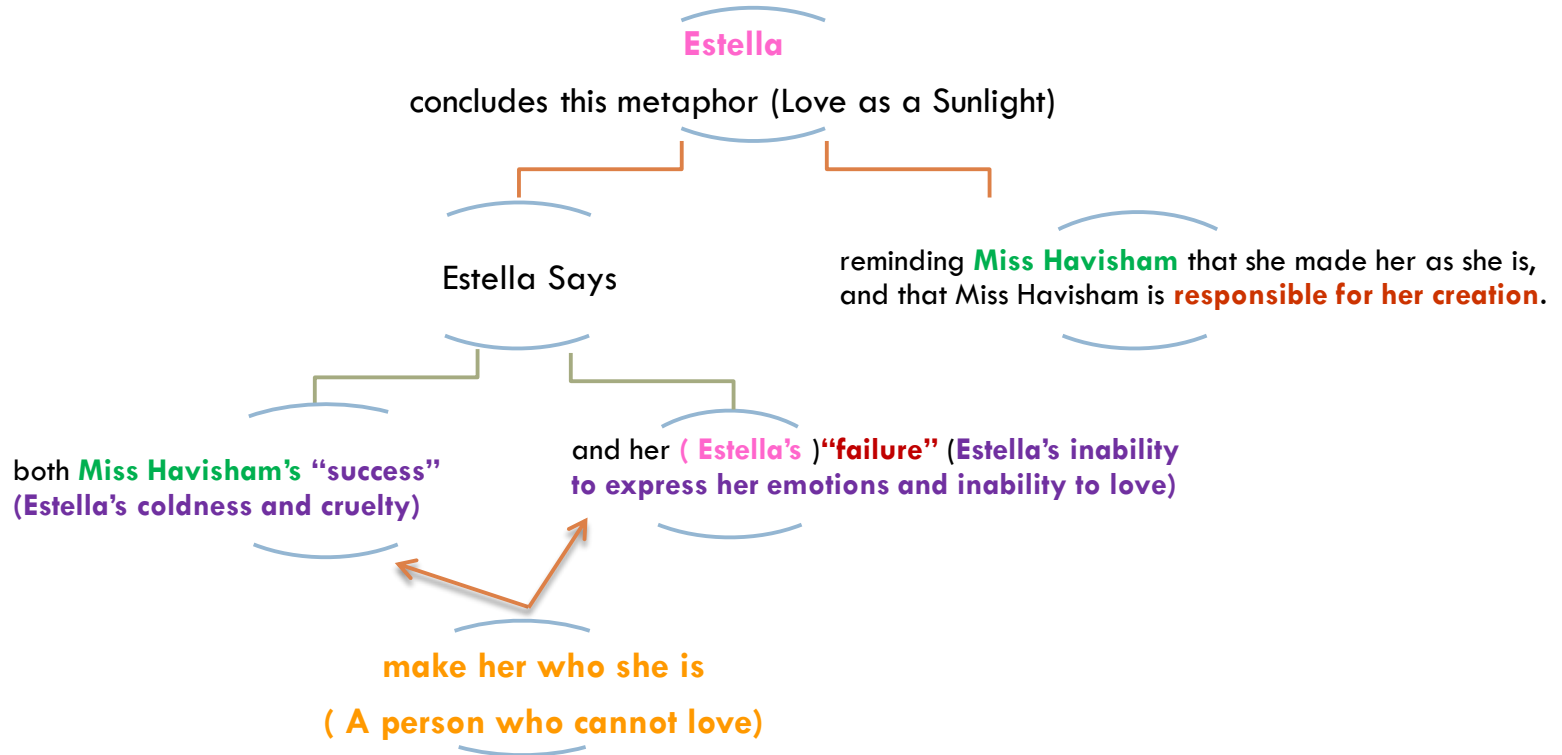 Estella
concludes this metaphor (Love as a Sunlight)
Estella Says
reminding Miss Havisham that she made her as she is,
and that Miss Havisham is responsible for her creation.
both Miss Havisham’s “success”
(Estella’s coldness and cruelty)
and her ( Estella’s )“failure” (Estella’s inability
to express her emotions and inability to love)
make her who she is
( A person who cannot love)